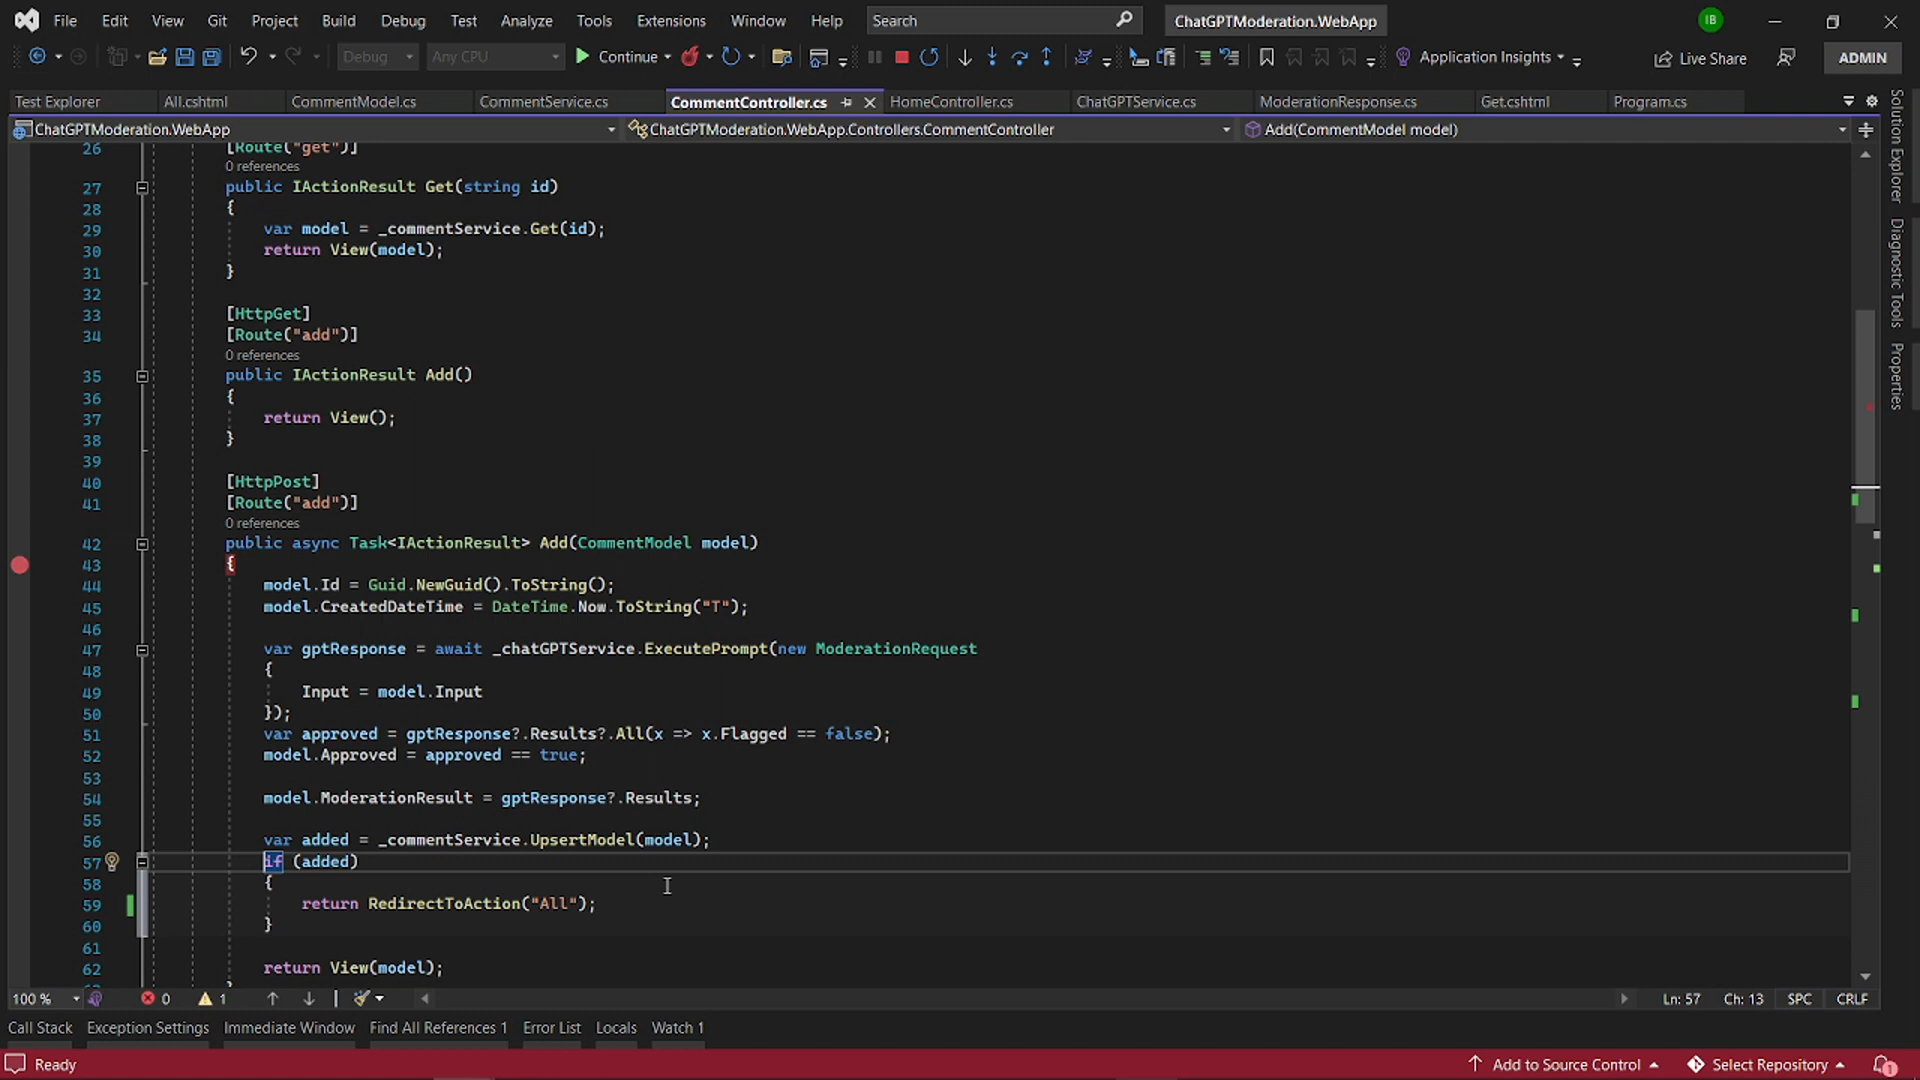 File Edit View Git Project Build Debug Test Analyze Tools Extensions Window Help Search ChatGPTModeration.WebApp IB
Debug Any CPU Continue Application Insights Live Share ADMIN
Test Explorer All.cshtml CommentModel.cs CommentService.cs CommentController.cs HomeController.cs ChatGPTService.cs ModerationResponse.cs Get.cshtml Program.cs
ChatGPTModeration.WebApp ChatGPTModeration.WebApp.Controllers.CommentController Add(CommentModel model)
Solution Explorer
Diagnostic Tools
Properties
26 [Route("get")]
0 references
27 public IActionResult Get(string id)
28 {
29 var model = _commentService.Get(id);
30 return View(model);
31 }
32
33 [HttpGet]
34 [Route("add")]
0 references
35 public IActionResult Add()
36 {
37 return View();
38 }
39
40 [HttpPost]
41 [Route("add")]
0 references
42 public async Task<IActionResult> Add(CommentModel model)
43 {
44 model.Id = Guid.NewGuid().ToString();
45 model.CreatedDateTime = DateTime.Now.ToString("T");
46
47 var gptResponse = await _chatGPTService.ExecutePrompt(new ModerationRequest
48 {
49 Input = model.Input
50 });
51 var approved = gptResponse?.Results?.All(x => x.Flagged == false);
52 model.Approved = approved == true;
53
54 model.ModerationResult = gptResponse?.Results;
55
56 var added = _commentService.UpsertModel(model);
57 if (added)
58 {
59 return RedirectToAction("All");
60 }
61
62 return View(model);
100 % 0 1 Ln: 57 Ch: 13 SPC CRLF
Call Stack Exception Settings Immediate Window Find All References 1 Error List Locals Watch 1
Ready Add to Source Control Select Repository 1